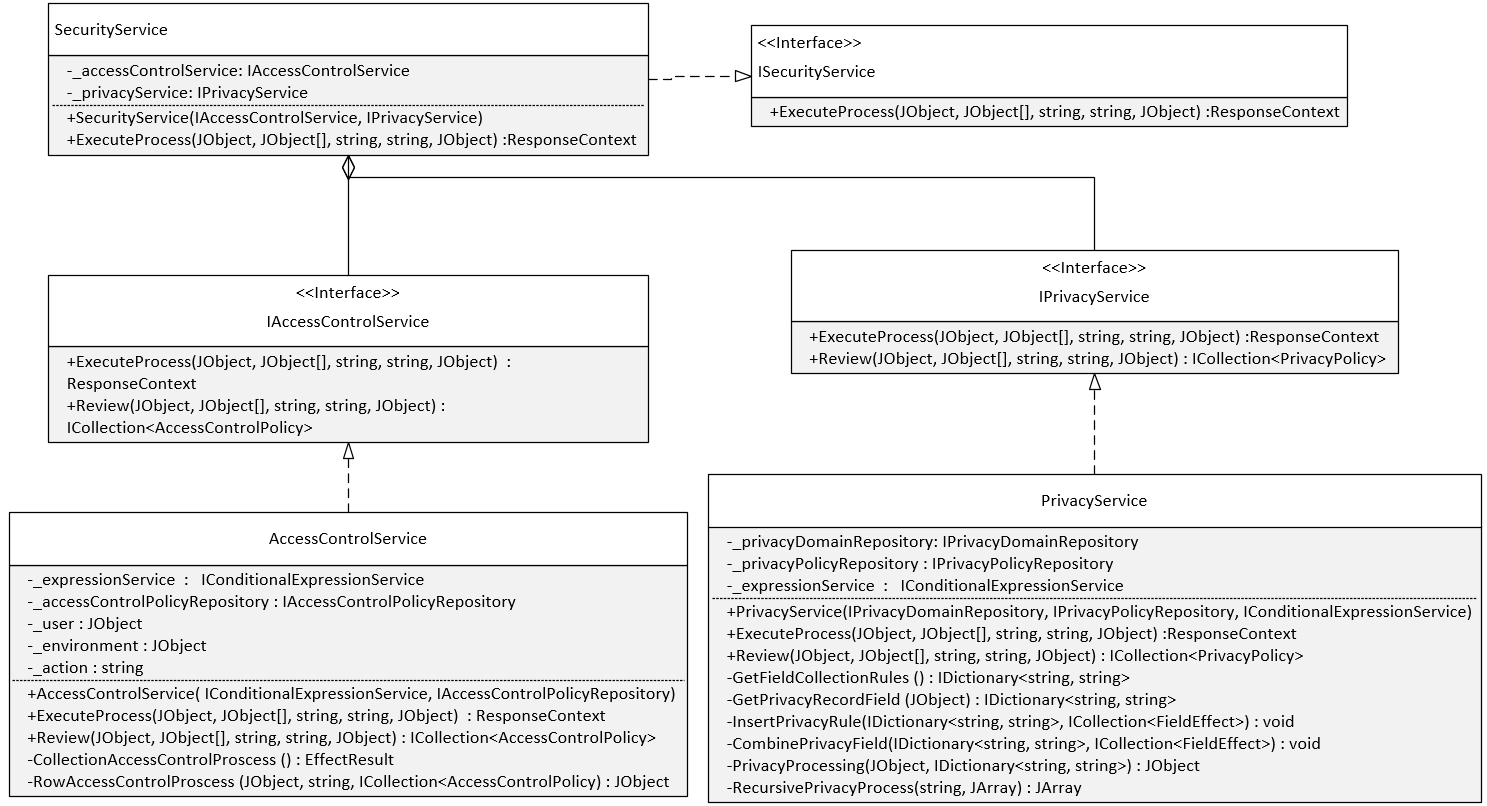 SecurityService
-_accessControlService: IAccessControlService
-_privacyService: IPrivacyService
+SecurityService(IAccessControlService, IPrivacyService)
+ExecuteProcess(JObject, JObject[], string, string, JObject) :ResponseContext
<<Interface>>
ISecurityService
+ExecuteProcess(JObject, JObject[], string, string, JObject) :ResponseContext
<<Interface>>
IAccessControlService
+ExecuteProcess(JObject, JObject[], string, string, JObject)  :
ResponseContext
+Review(JObject, JObject[], string, string, JObject) :
ICollection<AccessControlPolicy>
<<Interface>>
IPrivacyService
+ExecuteProcess(JObject, JObject[], string, string, JObject) :ResponseContext
+Review(JObject, JObject[], string, string, JObject) : ICollection<PrivacyPolicy>
AccessControlService
-_expressionService  :   IConditionalExpressionService
-_accessControlPolicyRepository : IAccessControlPolicyRepository
-_user : JObject
-_environment : JObject
-_action : string
+AccessControlService( IConditionalExpressionService, IAccessControlPolicyRepository)
+ExecuteProcess(JObject, JObject[], string, string, JObject)  : ResponseContext
+Review(JObject, JObject[], string, string, JObject) : ICollection<AccessControlPolicy>
-CollectionAccessControlProscess () : EffectResult
-RowAccessControlProscess (JObject, string, ICollection<AccessControlPolicy) : JObject
PrivacyService
-_privacyDomainRepository: IPrivacyDomainRepository
-_privacyPolicyRepository : IPrivacyPolicyRepository
-_expressionService  :   IConditionalExpressionService
+PrivacyService(IPrivacyDomainRepository, IPrivacyPolicyRepository, IConditionalExpressionService)
+ExecuteProcess(JObject, JObject[], string, string, JObject) :ResponseContext
+Review(JObject, JObject[], string, string, JObject) : ICollection<PrivacyPolicy>
-GetFieldCollectionRules () : IDictionary<string, string>
-GetPrivacyRecordField (JObject) : IDictionary<string, string>
-InsertPrivacyRule(IDictionary<string, string>, ICollection<FieldEffect>) : void
-CombinePrivacyField(IDictionary<string, string>, ICollection<FieldEffect>) : void
-PrivacyProcessing(JObject, IDictionary<string, string>) : JObject
-RecursivePrivacyProcess(string, JArray) : JArray